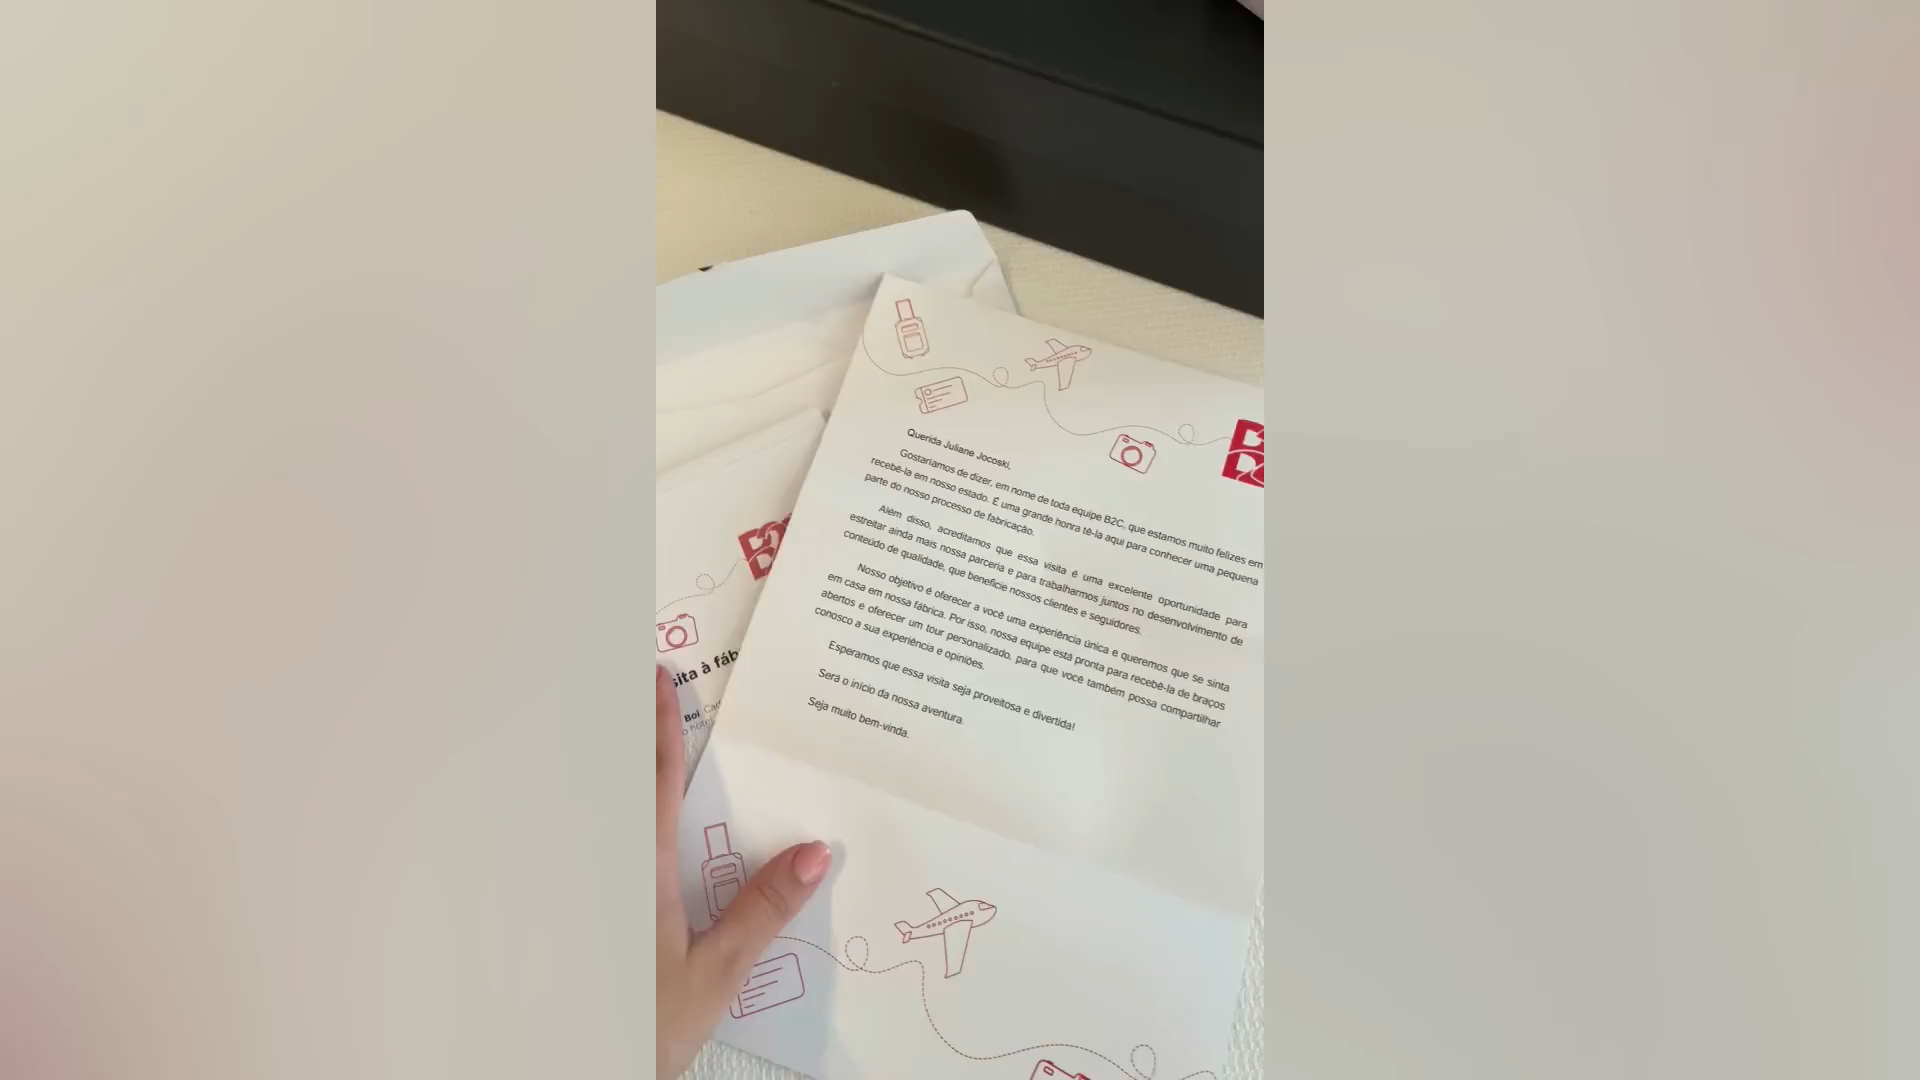 Querida Juliane Jocoski,
Gostaríamos de dizer, em nome de toda equipe B2C, que estamos muito felizes em
recebê-la em nosso estado. É uma grande honra tê-la aqui para conhecer uma pequena
parte do nosso processo de fabricação.
Além disso, acreditamos que essa visita é uma excelente oportunidade para
estreitar ainda mais nossa parceria e para trabalharmos juntos no desenvolvimento de
conteúdo de qualidade, que beneficie nossos clientes e seguidores.
Nosso objetivo é oferecer a você uma experiência única e queremos que se sinta
em casa em nossa fábrica. Por isso, nossa equipe está pronta para recebê-la de braços
abertos e oferecer um tour personalizado, para que você também possa compartilhar
conosco a sua experiência e opiniões.
Esperamos que essa visita seja proveitosa e divertida!
Será o início da nossa aventura.
Seja muito bem-vinda.
sita à fáb
Bol